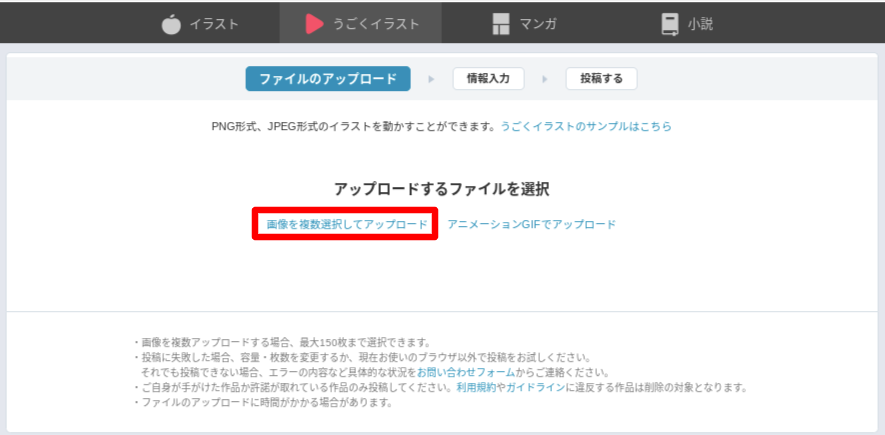 イラスト うごくイラスト マンガ 小説
ファイルのアップロード 情報入力 投稿する
PNG形式、JPEG形式のイラストを動かすことができます。うごくイラストのサンプルはこちら
アップロードするファイルを選択
画像を複数選択してアップロード アニメーションGIFでアップロード
・画像を複数アップロードする場合、最大150枚まで選択できます。
・投稿に失敗した場合、容量・枚数を変更するか、現在お使いのブラウザ以外で投稿をお試しください。
それでも投稿できない場合、エラーの内容など具体的な状況をお問い合わせフォームからご連絡ください。
・ご自身が手がけた作品か許諾が取れている作品のみ投稿してください。利用規約やガイドラインに違反する作品は削除の対象となります。
・ファイルのアップロードに時間がかかる場合があります。